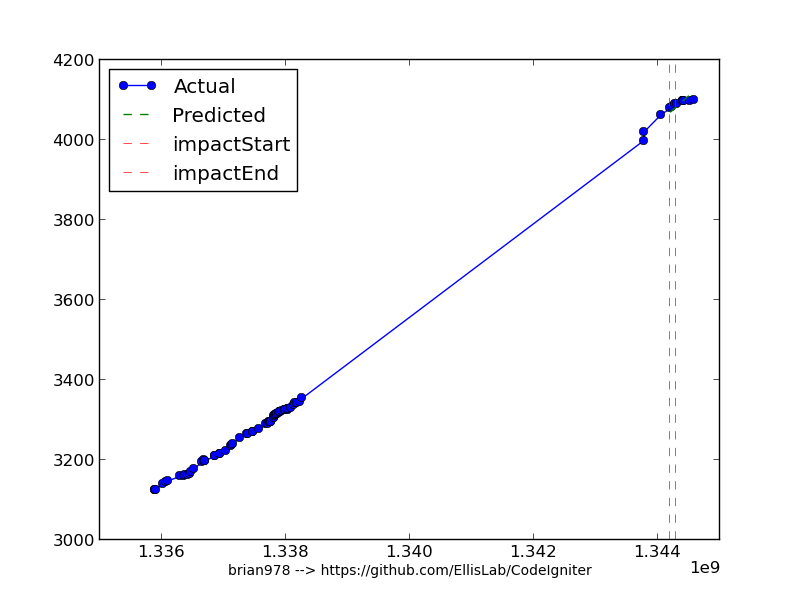 4200
4000
3800
3600
3400
3200
3000
Actual
Predicted
impactStart
impactEnd
1.336 1.338 1.340 1.342 1.344
1e9
brian978 --> https://github.com/EllisLab/CodeIgniter